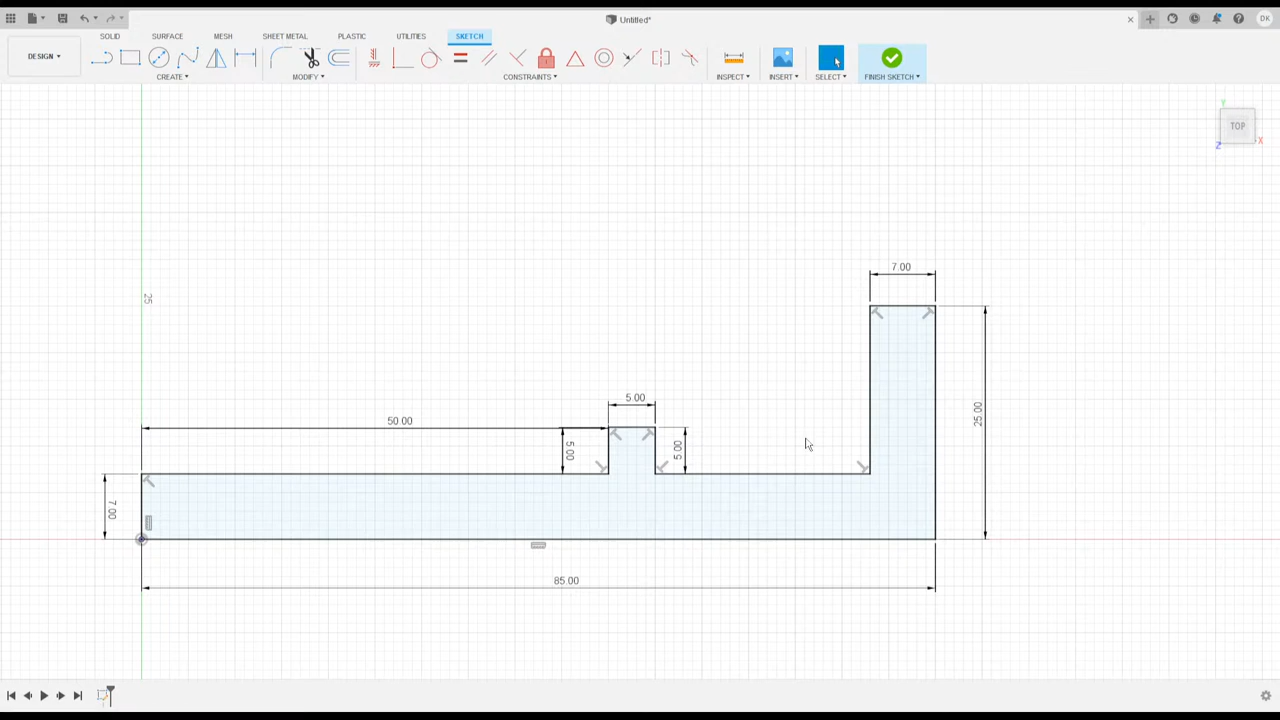 Untitled*
DK
DESIGN
SOLID SURFACE MESH SHEET METAL PLASTIC UTILITIES SKETCH
CREATE MODIFY CONSTRAINTS INSPECT INSERT SELECT FINISH SKETCH
Y
TOP
X
Z
25
7.00
5.00
50.00
25.00
5.00
5.00
7.00
85.00